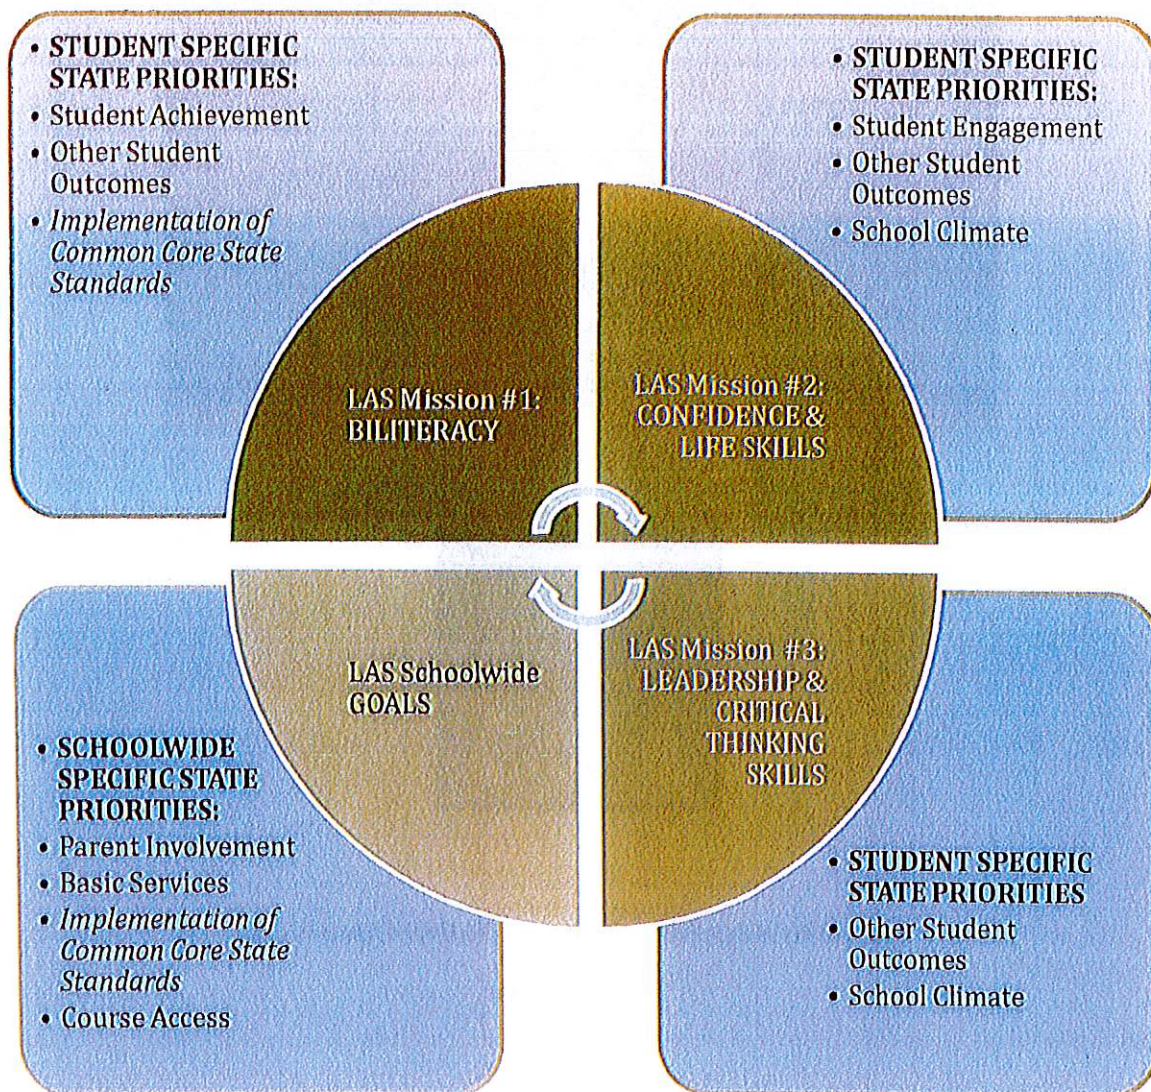 • STUDENT SPECIFIC
STATE PRIORITIES:
• Student Achievement
• Other Student
Outcomes
• Implementation of
Common Core State
Standards
• STUDENT SPECIFIC
STATE PRIORITIES:
• Student Engagement
• Other Student
Outcomes
• School Climate
LAS Mission #1:
BILITERACY
LAS Mission #2:
CONFIDENCE &
LIFE SKILLS
LAS Schoolwide
GOALS
LAS Mission #3:
LEADERSHIP &
CRITICAL
THINKING
SKILLS
• SCHOOLWIDE
SPECIFIC STATE
PRIORITIES:
• Parent Involvement
• Basic Services
• Implementation of
Common Core State
Standards
• Course Access
• STUDENT SPECIFIC
STATE PRIORITIES
• Other Student
Outcomes
• School Climate